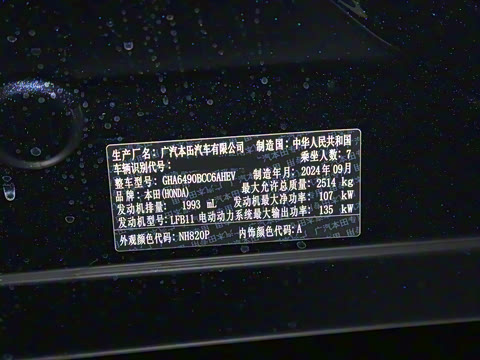 生产厂名: 广汽本田汽车有限公司 制造国: 中华人民共和国
车辆识别代号: 乘坐人数: 7
整车型号: GHA6490BCC6AHEV 制造年月: 2024年09月
品牌: 本田(HONDA) 最大允许总质量: 2514 kg
发动机排量: 1993 mL 发动机最大净功率: 107 kW
发动机型号: LFB11 电动动力系统最大输出功率: 135 kW
外观颜色代码: NH820P 内饰颜色代码: A